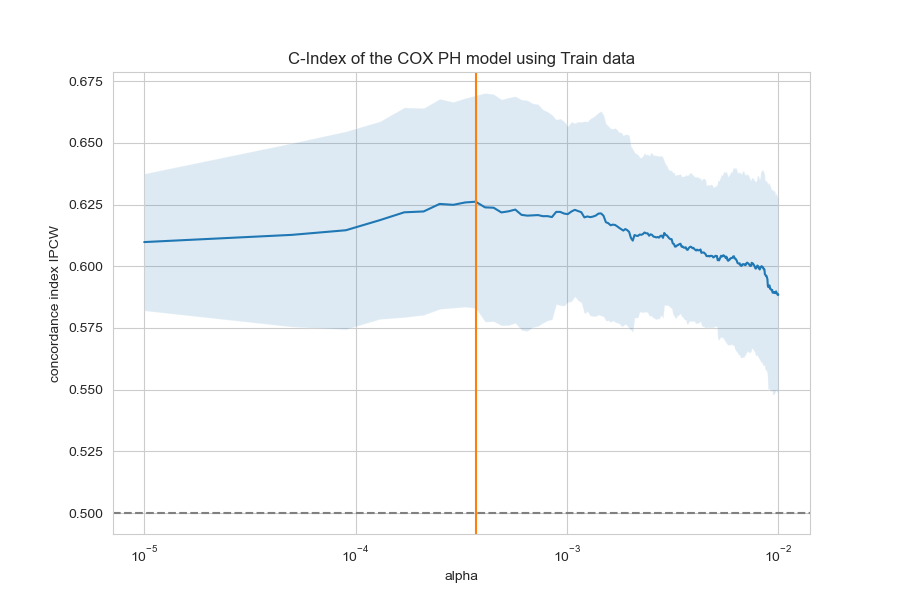 C-Index of the COX PH model using Train data
concordance index IPCW
0.675
0.650
0.625
0.600
0.575
0.550
0.525
0.500
10⁻⁵ 10⁻⁴ 10⁻³ 10⁻²
alpha